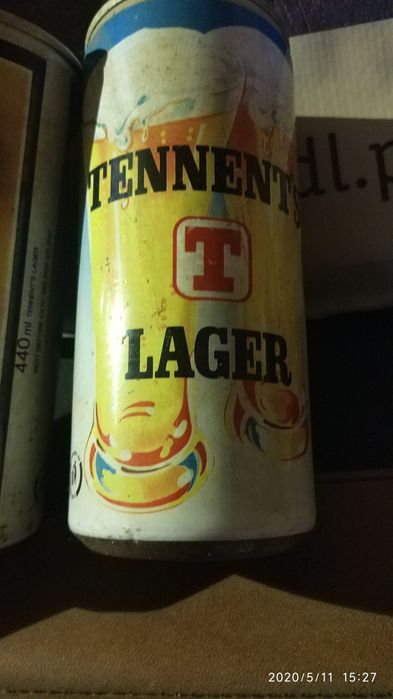 TENNENT'S
T
LAGER
440 ml TENNENT'S LAGER
dl.p
2020/5/11 15:27